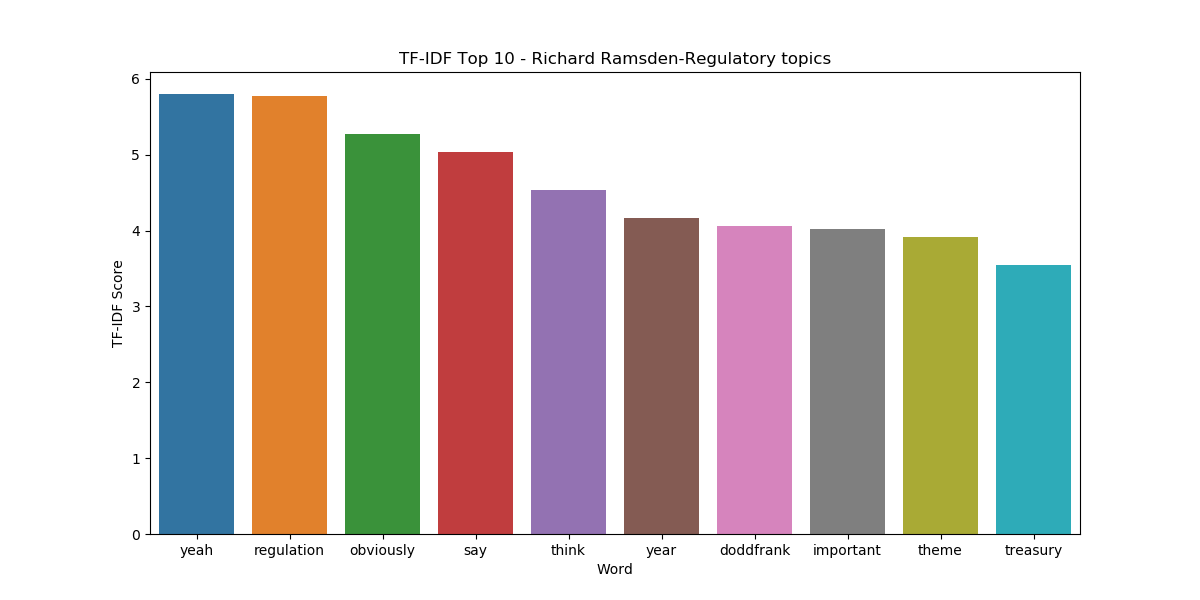 TF-IDF Top 10 - Richard Ramsden-Regulatory topics
TF-IDF Score
6
5
4
3
2
1
0
yeah regulation obviously say think year doddfrank important theme treasury
Word